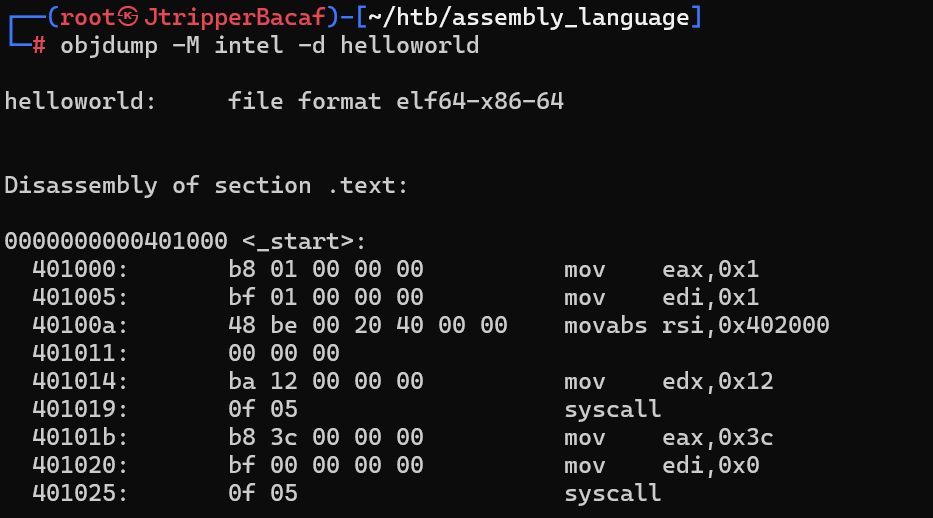 ┌──(root㉿JtripperBacaf)-[~/htb/assembly_language]
└─# objdump -M intel -d helloworld
helloworld:     file format elf64-x86-64
Disassembly of section .text:
0000000000401000 <_start>:
  401000:       b8 01 00 00 00          mov    eax,0x1
  401005:       bf 01 00 00 00          mov    edi,0x1
  40100a:       48 be 00 20 40 00 00    movabs rsi,0x402000
  401011:       00 00 00
  401014:       ba 12 00 00 00          mov    edx,0x12
  401019:       0f 05                   syscall
  40101b:       b8 3c 00 00 00          mov    eax,0x3c
  401020:       bf 00 00 00 00          mov    edi,0x0
  401025:       0f 05                   syscall